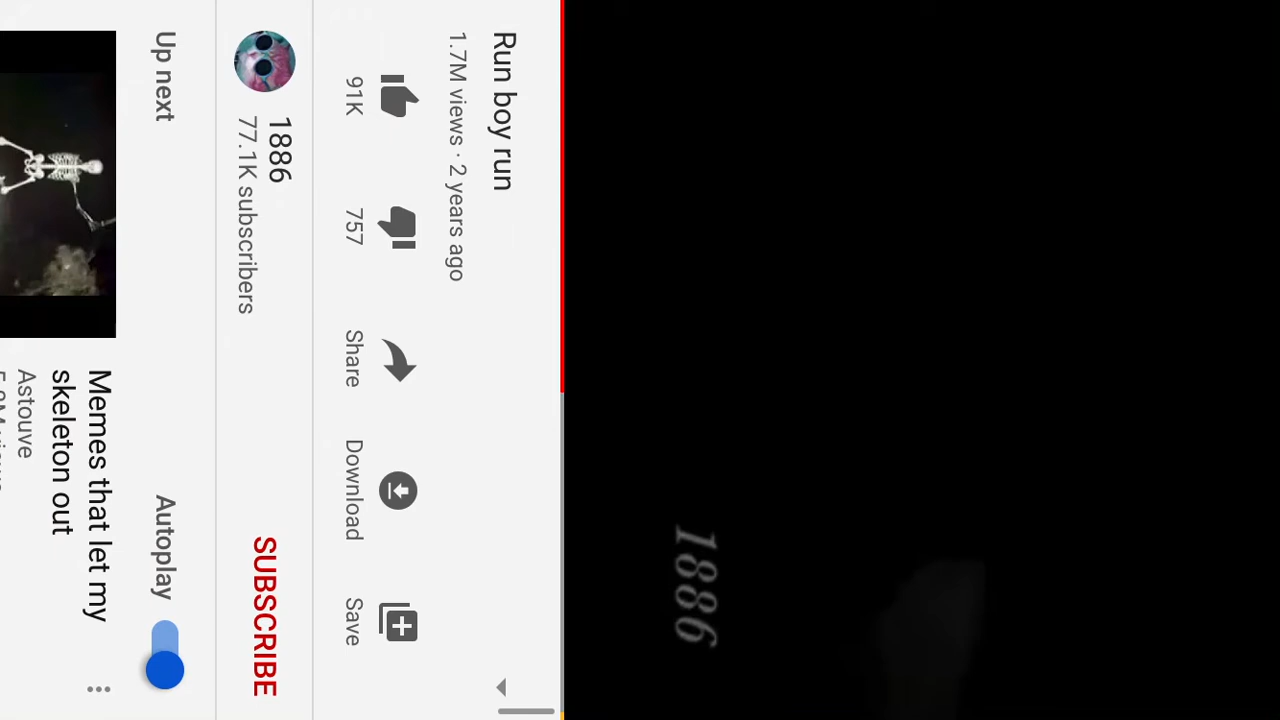 1886
Run boy run
1.7M views · 2 years ago
91K
757
Share
Download
Save
1886
77.1K subscribers
SUBSCRIBE
Up next
Autoplay
Memes that let my
skeleton out
Astouve